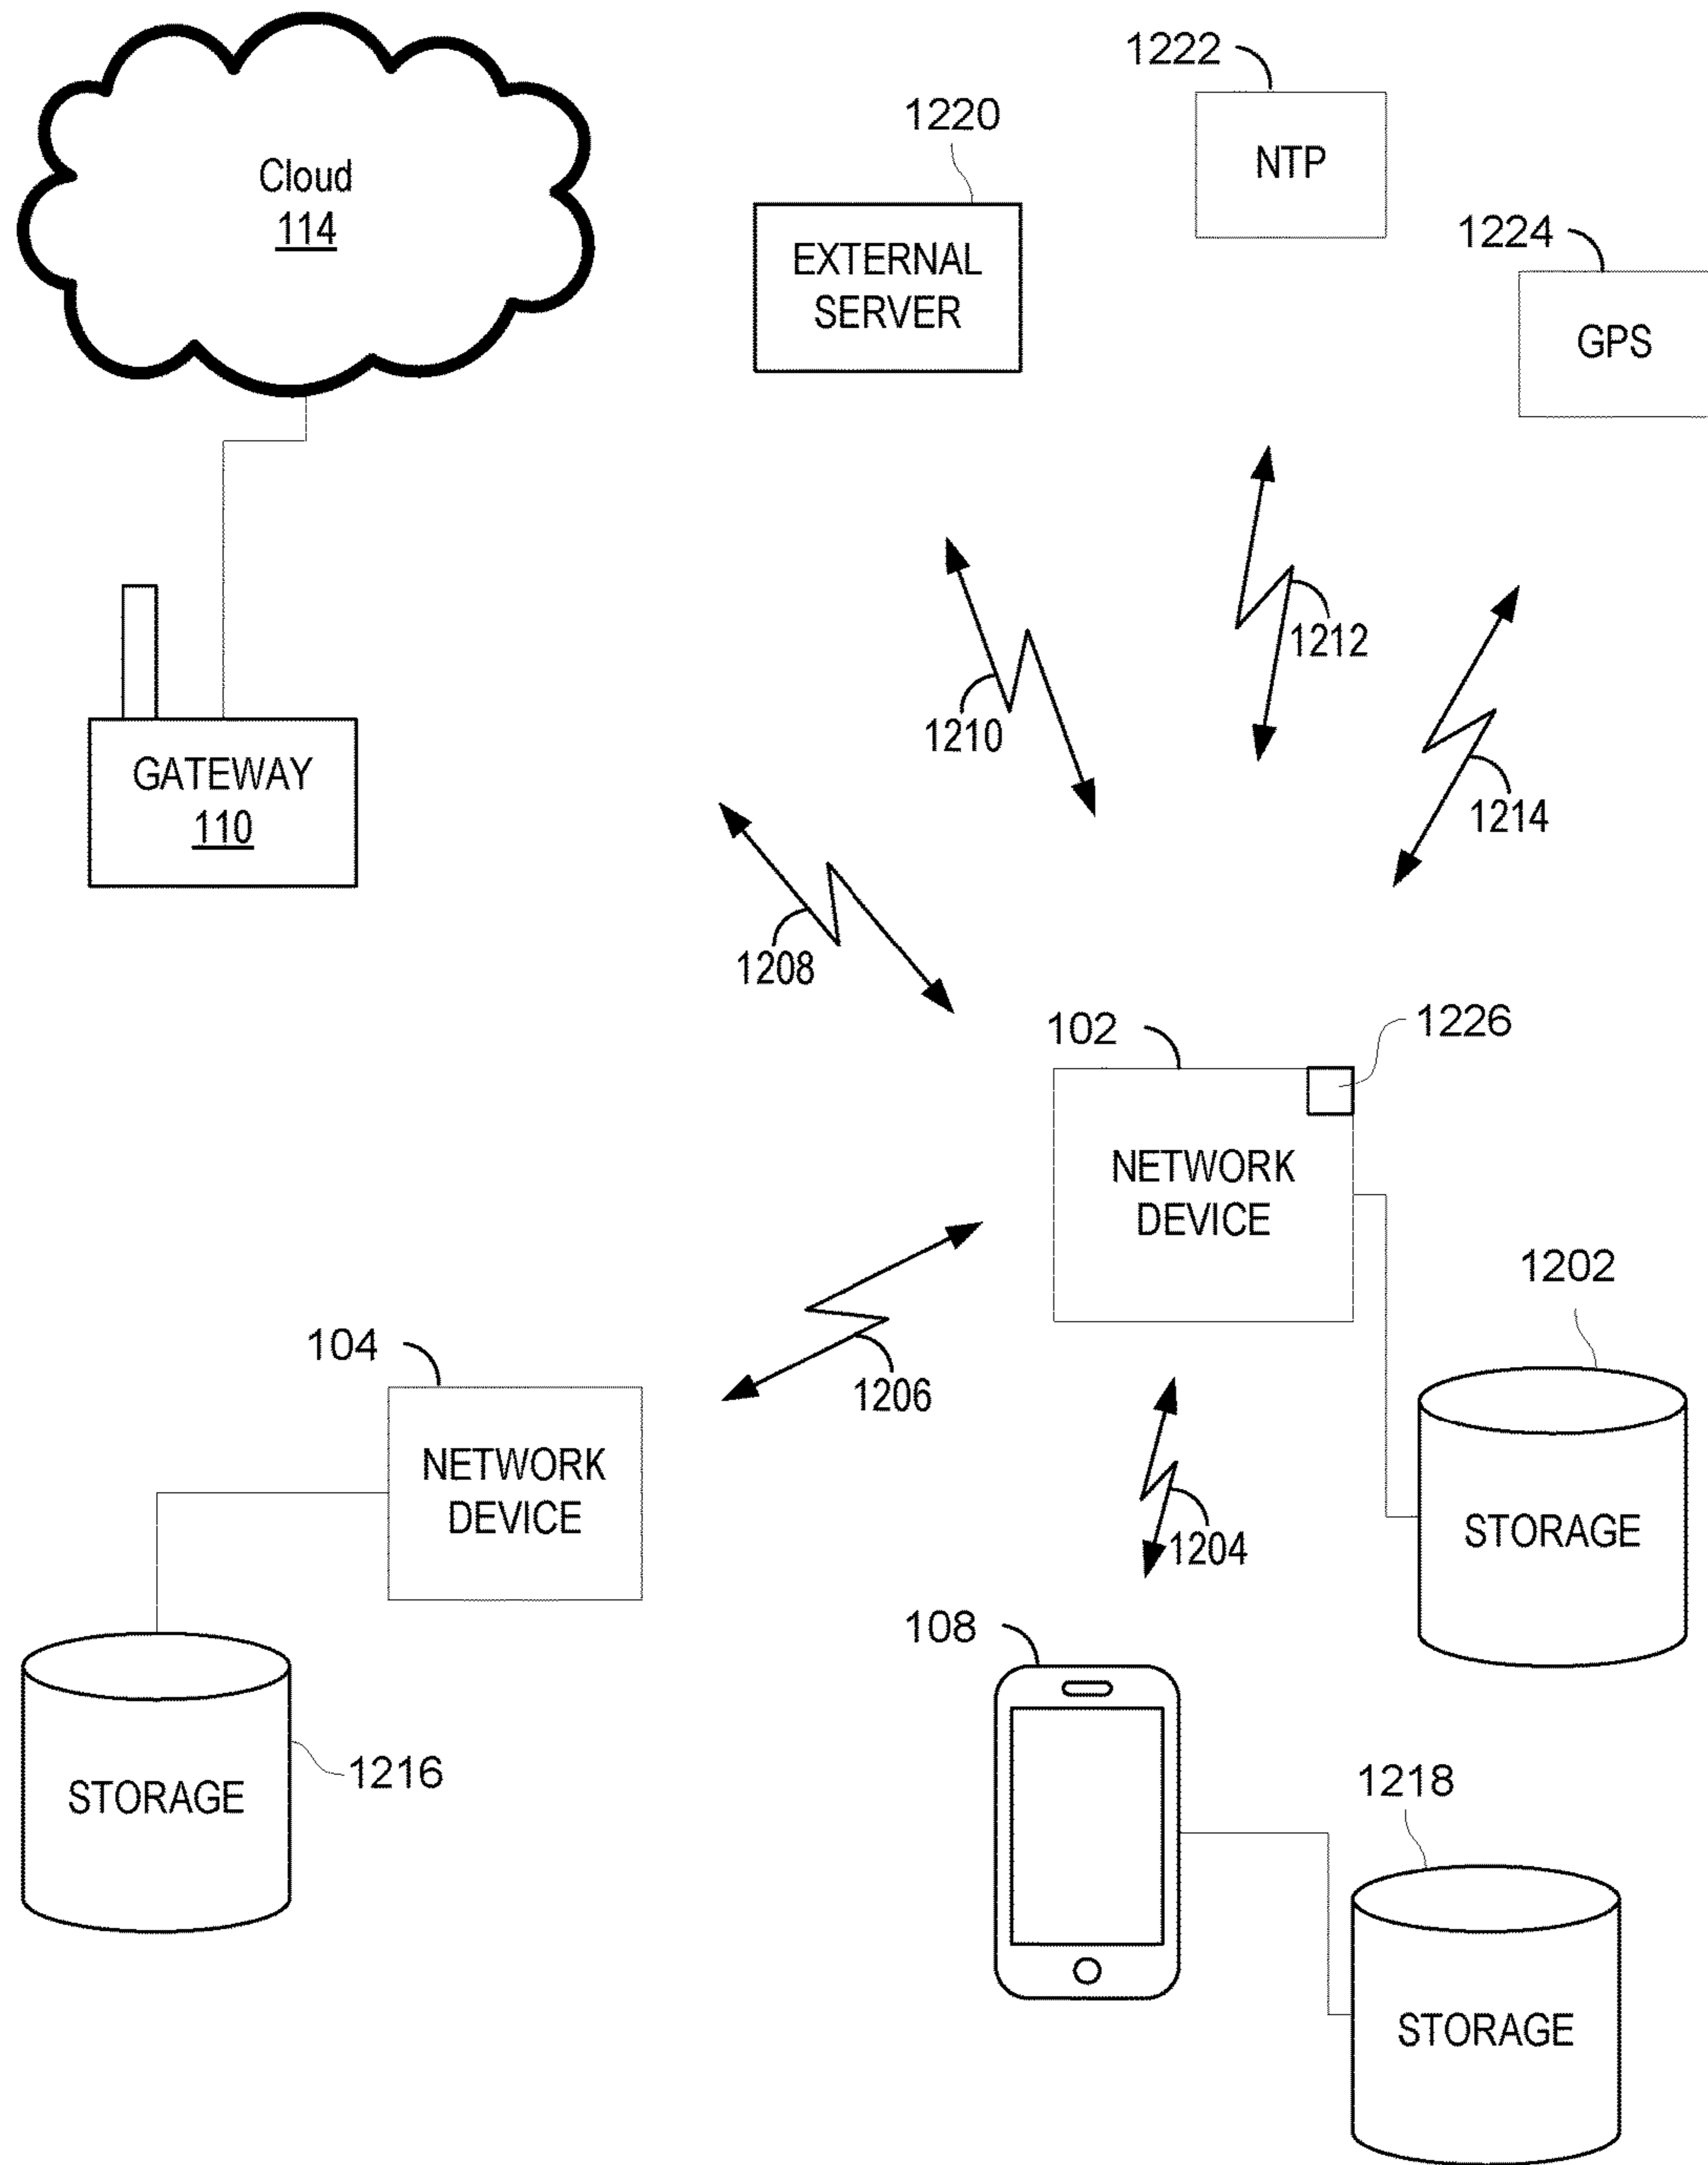 1222
1220
NTP
Cloud
114
1224
EXTERNAL
SERVER
GPS
1212
1210
GATEWAY
110
1214
1208
102
1226
NETWORK
DEVICE
1202
104
1206
NETWORK
DEVICE
STORAGE
1204
108
1216
STORAGE
1218
STORAGE